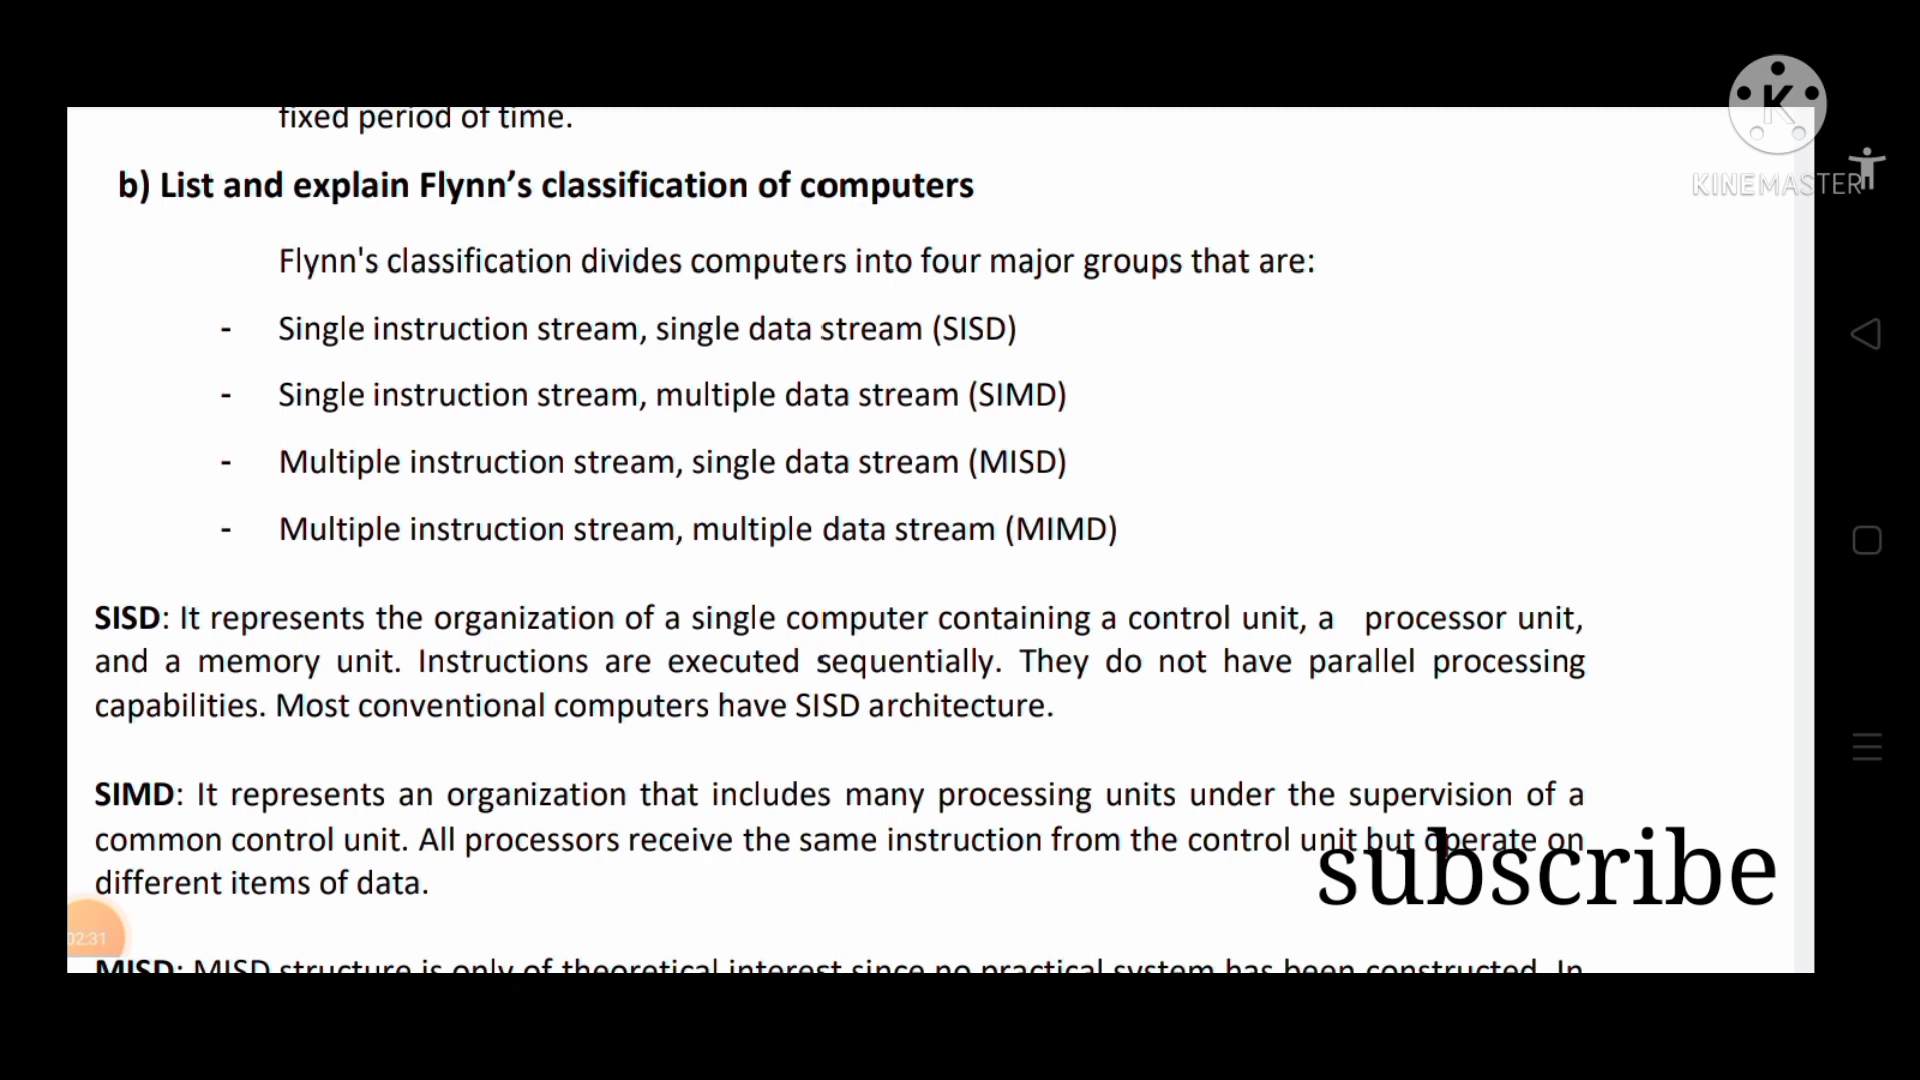 fixed period of time.
K
KINEMASTER
b) List and explain Flynn’s classification of computers
Flynn's classification divides computers into four major groups that are:
- Single instruction stream, single data stream (SISD)
- Single instruction stream, multiple data stream (SIMD)
- Multiple instruction stream, single data stream (MISD)
- Multiple instruction stream, multiple data stream (MIMD)
SISD: It represents the organization of a single computer containing a control unit, a processor unit,
and a memory unit. Instructions are executed sequentially. They do not have parallel processing
capabilities. Most conventional computers have SISD architecture.
SIMD: It represents an organization that includes many processing units under the supervision of a
common control unit. All processors receive the same instruction from the control unit but operate on
different items of data.
subscribe
02:31
MISD: MISD structure is only of theoretical interest since no practical system has been constructed. In